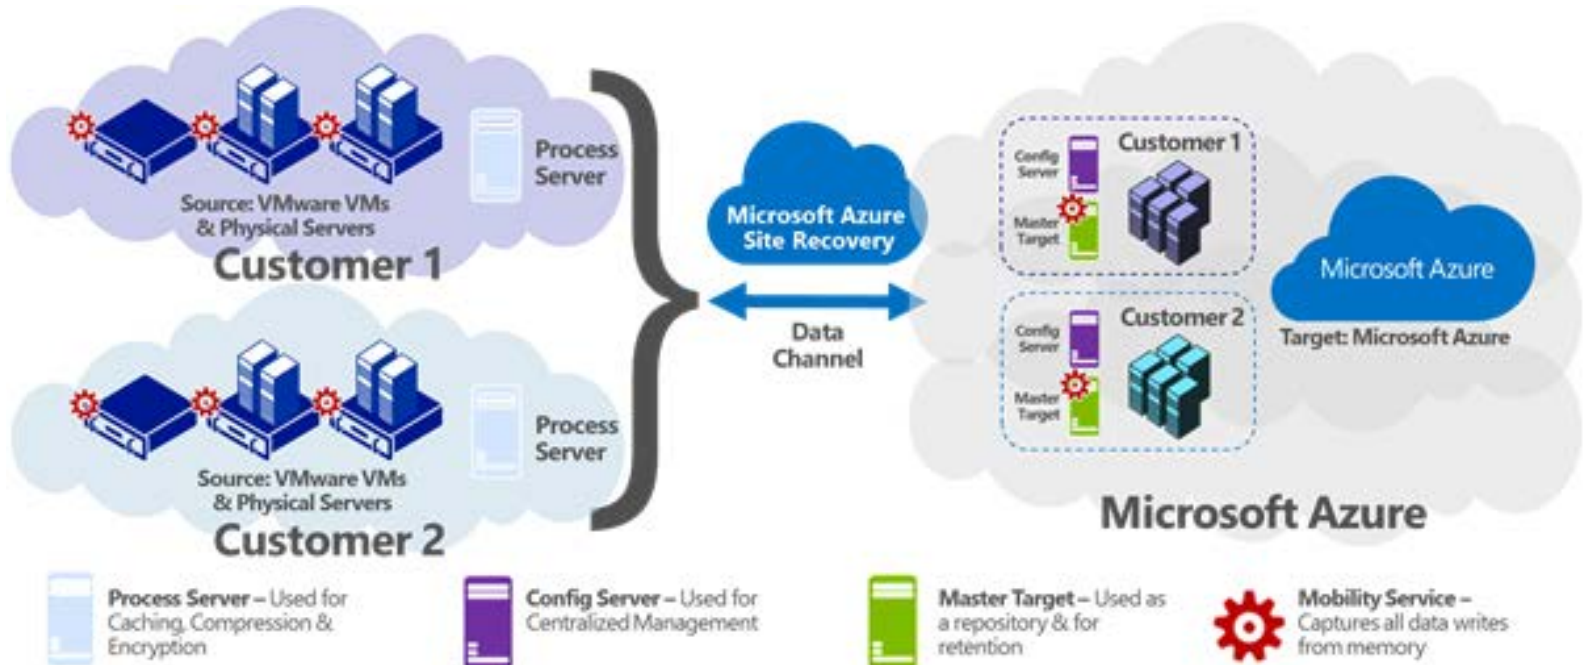 Process
Server
Source: VMware VMs
& Physical Servers
Customer 1
Process
Server
Source: VMware VMs
& Physical Servers
Customer 2
Microsoft Azure
Site Recovery
Data
Channel
Customer 1
Config
Server
Master
Target
Customer 2
Config
Server
Master
Target
Microsoft Azure
Target: Microsoft Azure
Microsoft Azure
Process Server – Used for
Caching, Compression &
Encryption
Config Server – Used for
Centralized Management
Master Target – Used as
a repository & for
retention
Mobility Service –
Captures all data writes
from memory